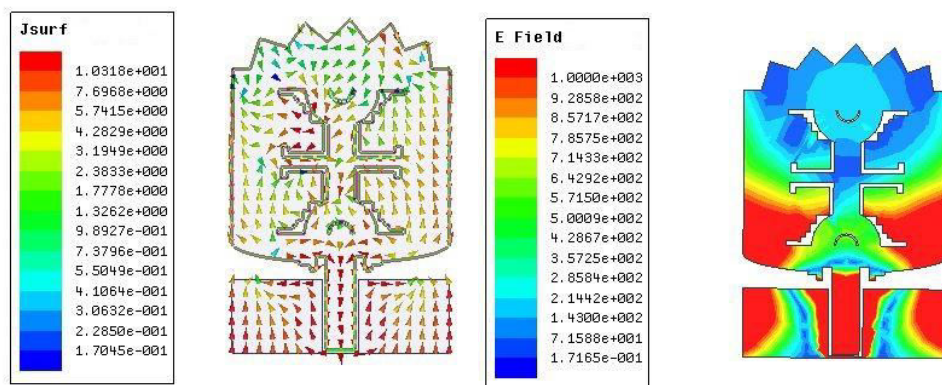 Jsurf
1.0318e+001
7.6968e+000
5.7415e+000
4.2829e+000
3.1949e+000
2.3833e+000
1.7778e+000
1.3262e+000
9.8927e-001
7.3796e-001
5.5049e-001
4.1064e-001
3.0632e-001
2.2850e-001
1.7045e-001
E Field
1.0000e+003
9.2858e+002
8.5717e+002
7.8575e+002
7.1433e+002
6.4292e+002
5.7150e+002
5.0009e+002
4.2867e+002
3.5725e+002
2.8584e+002
2.1442e+002
1.4300e+002
7.1588e+001
1.7165e-001